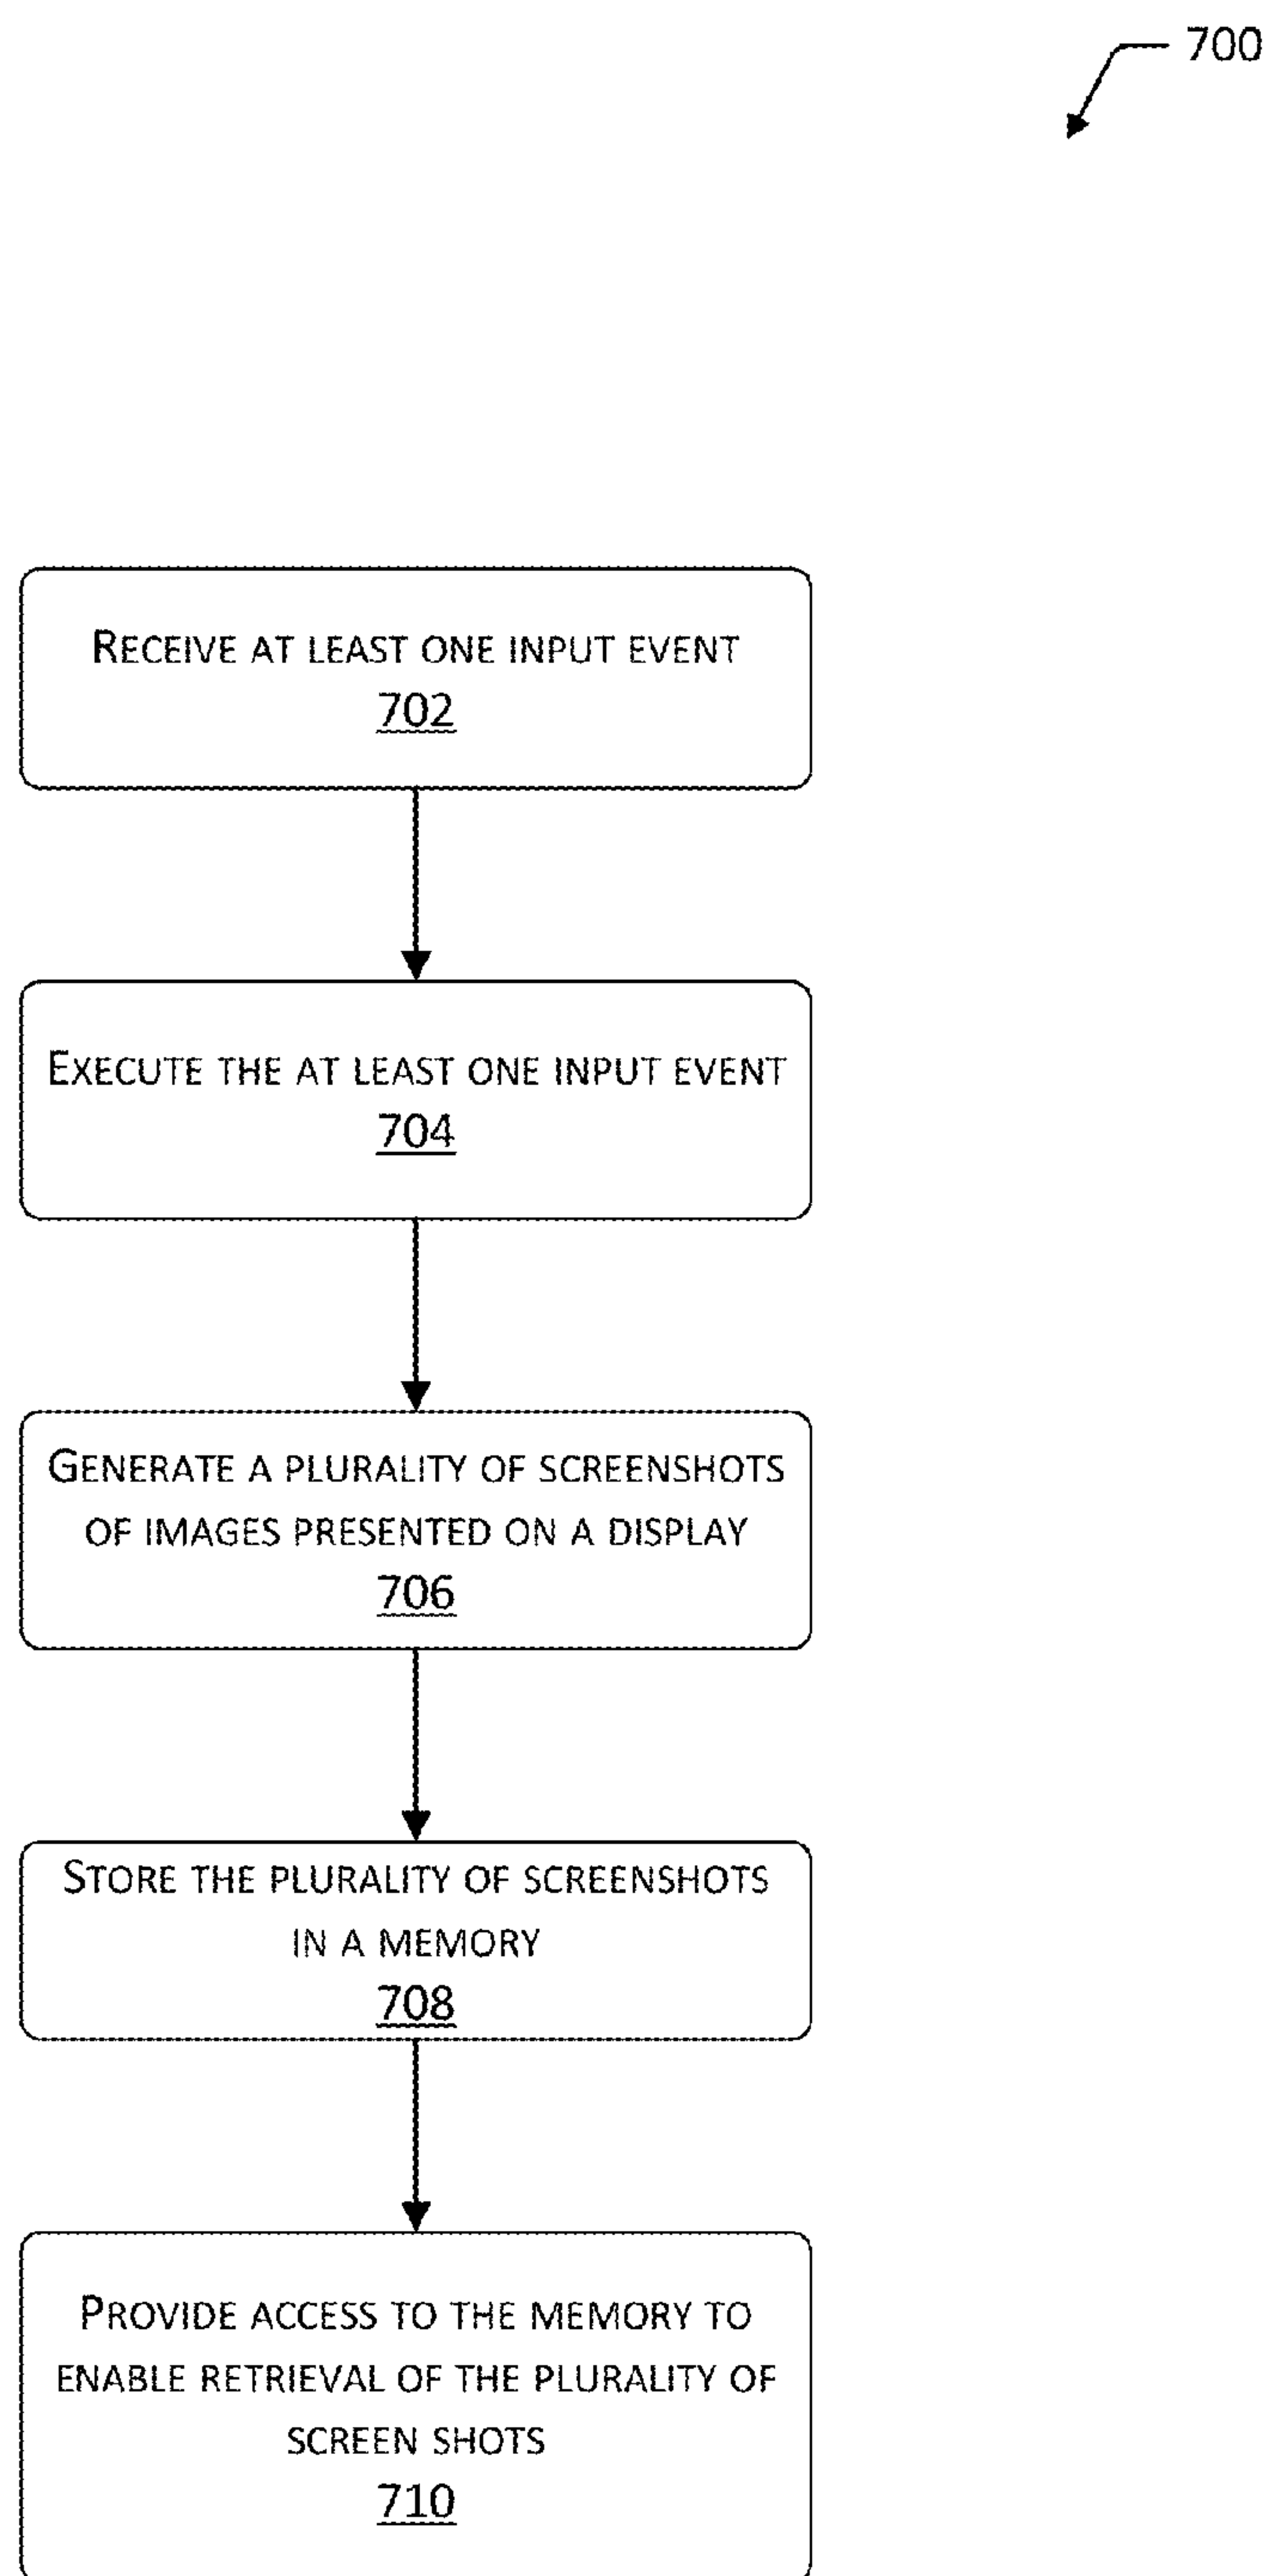 700
RECEIVE AT LEAST ONE INPUT EVENT
702
EXECUTE THE AT LEAST ONE INPUT EVENT
704
GENERATE A PLURALITY OF SCREENSHOTS
OF IMAGES PRESENTED ON A DISPLAY
706
STORE THE PLURALITY OF SCREENSHOTS
IN A MEMORY
708
PROVIDE ACCESS TO THE MEMORY TO
ENABLE RETRIEVAL OF THE PLURALITY OF
SCREEN SHOTS
710